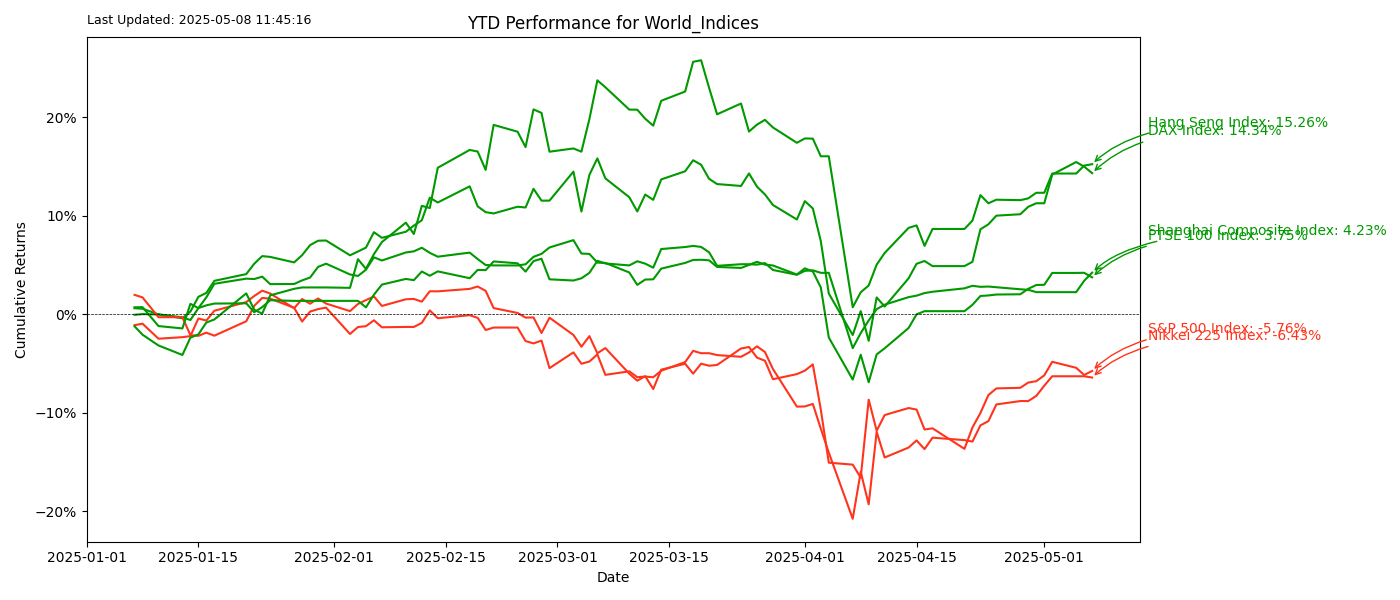 Last Updated: 2025-05-08 11:45:16
YTD Performance for World_Indices
Cumulative Returns
20%
10%
0%
−10%
−20%
Hang Seng Index: 15.26%
DAX Index: 14.34%
Shanghai Composite Index: 4.23%
FTSE 100 Index: 3.75%
S&P 500 Index: -5.76%
Nikkei 225 Index: -6.43%
2025-01-01
2025-01-15
2025-02-01
2025-02-15
2025-03-01
2025-03-15
2025-04-01
2025-04-15
2025-05-01
Date